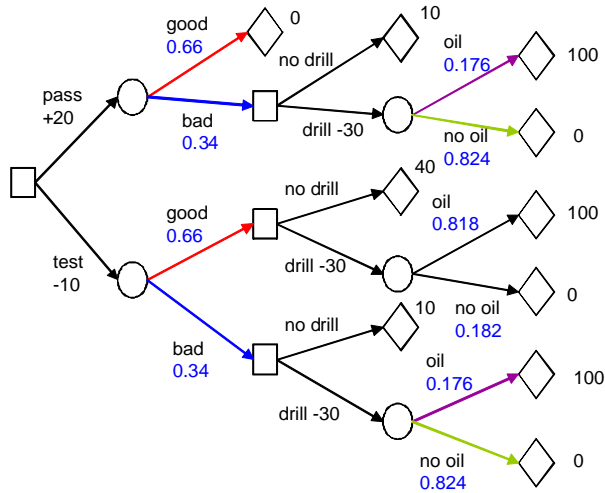 good
0.66
0
no drill
10
oil
0.176
100
pass
+20
bad
0.34
drill -30
no oil
0.824
0
good
0.66
no drill
40
oil
0.818
100
test
-10
drill -30
no oil
0.182
0
bad
0.34
no drill
10
oil
0.176
100
drill -30
no oil
0.824
0